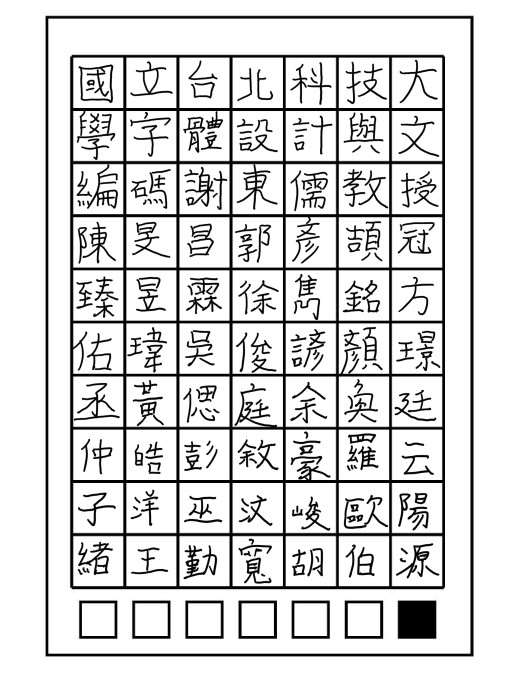 國立台北科技大
學字體設計與文
編碼謝東儒教授
陳旻昌郭彥頡冠
臻昱霖徐雋銘方
佑瑋吳俊諺顏璟
丞黃偲庭余奐廷
仲皓彭敘豪羅云
子洋巫汶峻歐陽
緒王勤寬胡伯源